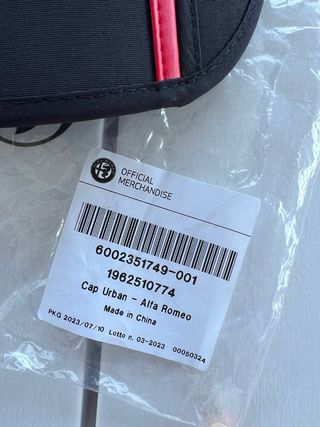 OFFICIAL
MERCHANDISE
6002351749-001
1962510774
Cap Urban - Alfa Romeo
Made in China
PKG 2023/07/10 Lotto n. 03-2023 00050324